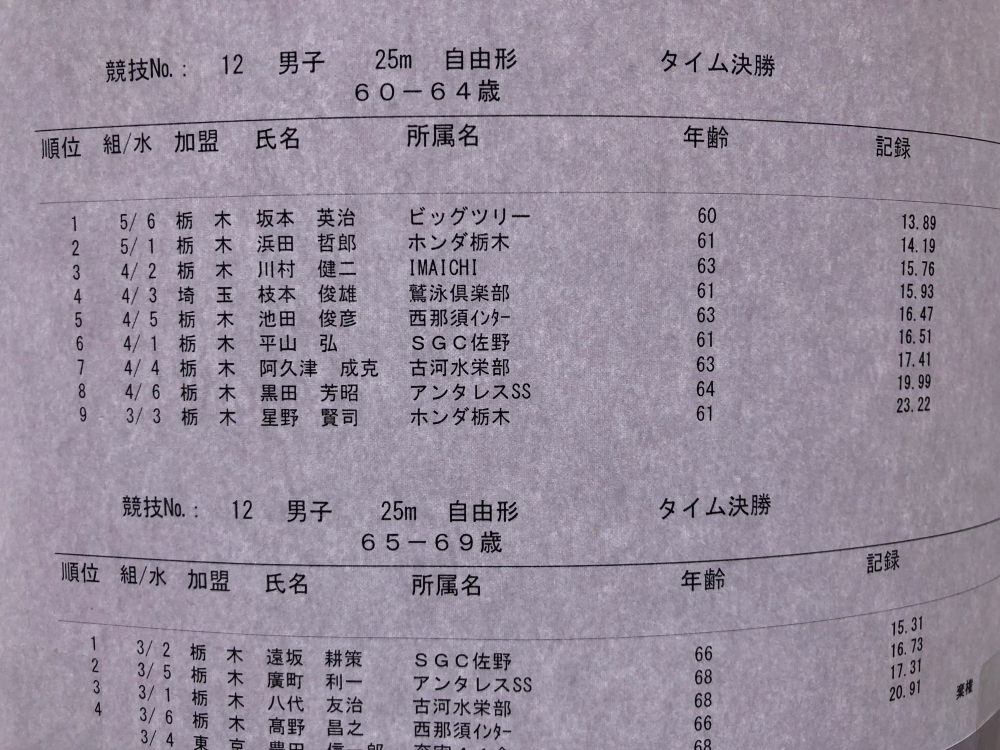 競技No.: 12 男子 25m 自由形 タイム決勝
60－64歳
順位 組/水 加盟 氏名 所属名 年齢 記録
1 5/ 6 栃 木 坂本 英治 ビッグツリー 60 13.89
2 5/ 1 栃 木 浜田 哲郎 ホンダ栃木 61 14.19
3 4/ 2 栃 木 川村 健二 IMAICHI 63 15.76
4 4/ 3 埼 玉 枝本 俊雄 鷲泳倶楽部 61 15.93
5 4/ 5 栃 木 池田 俊彦 西那須ｲﾝﾀｰ 63 16.47
6 4/ 1 栃 木 平山 弘 ＳＧＣ佐野 61 16.51
7 4/ 4 栃 木 阿久津 成克 古河水栄部 63 17.41
8 4/ 6 栃 木 黒田 芳昭 アンタレスSS 64 19.99
9 3/ 3 栃 木 星野 賢司 ホンダ栃木 61 23.22
競技No.: 12 男子 25m 自由形 タイム決勝
65－69歳
順位 組/水 加盟 氏名 所属名 年齢 記録
1 3/ 2 栃 木 遠坂 耕策 ＳＧＣ佐野 66 15.31
2 3/ 5 栃 木 廣町 利一 アンタレスSS 68 16.73
3 3/ 1 栃 木 八代 友治 古河水栄部 68 17.31
4 3/ 6 栃 木 髙野 昌之 西那須ｲﾝﾀｰ 66 20.91
3/ 4 東 京 豊田 信一郎 68 棄権